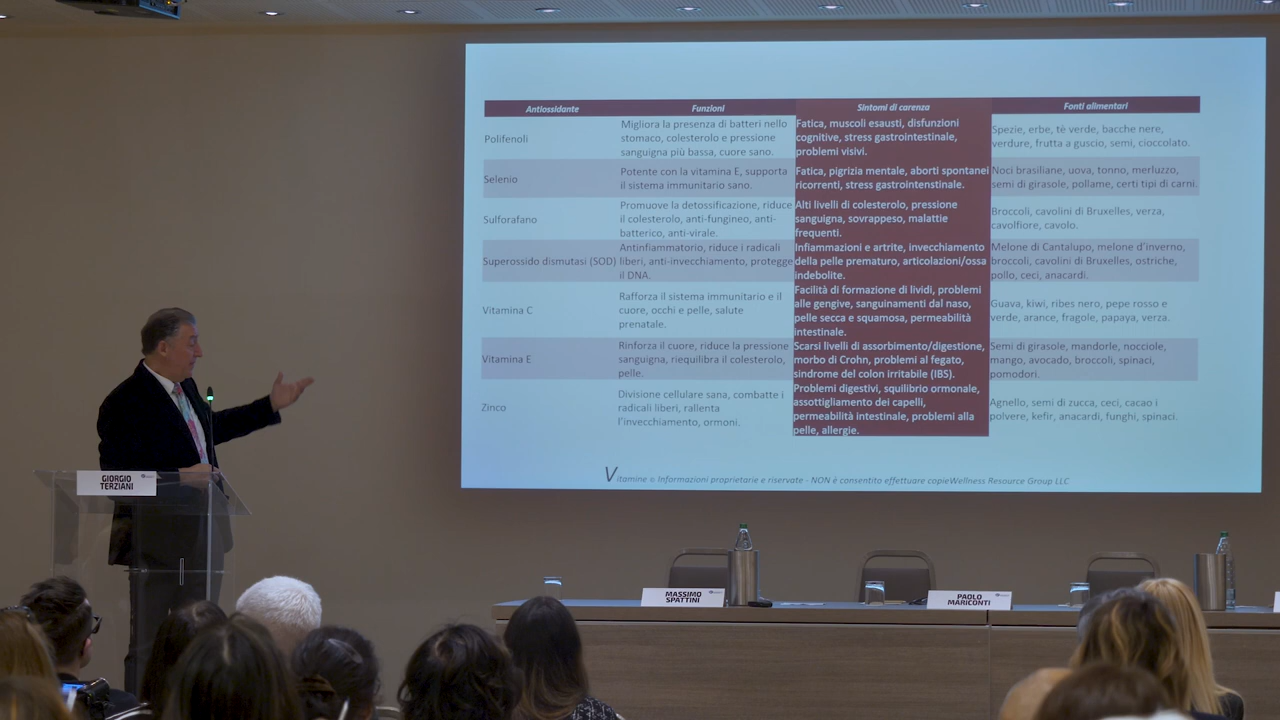 Antiossidante Funzioni Sintomi di carenza Fonti alimentari
Polifenoli
Migliora la presenza di batteri nello
stomaco, colesterolo e pressione
sanguigna più bassa, cuore sano.
Fatica, muscoli esausti, disfunzioni
cognitive, stress gastrointestinale,
problemi visivi.
Spezie, erbe, tè verde, bacche nere,
verdure, frutta a guscio, semi, cioccolato.
Selenio
Potente con la vitamina E, supporta
il sistema immunitario sano.
Fatica, pigrizia mentale, aborti spontanei
ricorrenti, stress gastrointenstinale.
Noci brasiliane, uova, tonno, merluzzo,
semi di girasole, pollame, certi tipi di carni.
Sulforafano
Promuove la detossificazione, riduce
il colesterolo, anti-fungineo, anti-
batterico, anti-virale.
Alti livelli di colesterolo, pressione
sanguigna, sovrappeso, malattie
frequenti.
Broccoli, cavolini di Bruxelles, verza,
cavolfiore, cavolo.
Superossido dismutasi (SOD)
Antinfiammatorio, riduce i radicali
liberi, anti-invecchiamento, protegge
il DNA.
Infiammazioni e artrite, invecchiamento
della pelle prematuro, articolazioni/ossa
indebolite.
Melone di Cantalupo, melone d'inverno,
broccoli, cavolini di Bruxelles, ostriche,
pollo, ceci, anacardi.
Vitamina C
Rafforza il sistema immunitario e il
cuore, occhi e pelle, salute
prenatale.
Facilità di formazione di lividi, problemi
alle gengive, sanguinamenti dal naso,
pelle secca e squamosa, permeabilità
intestinale.
Guava, kiwi, ribes nero, pepe rosso e
verde, arance, fragole, papaya, verza.
Vitamina E
Rinforza il cuore, riduce la pressione
sanguigna, riequilibra il colesterolo,
pelle.
Scarsi livelli di assorbimento/digestione,
morbo di Crohn, problemi al fegato,
sindrome del colon irritabile (IBS).
Semi di girasole, mandorle, nocciole,
mango, avocado, broccoli, spinaci,
pomodori.
Zinco
Divisione cellulare sana, combatte i
radicali liberi, rallenta
l'invecchiamento, ormoni.
Problemi digestivi, squilibrio ormonale,
assottigliamento dei capelli,
permeabilità intestinale, problemi alla
pelle, allergie.
Agnello, semi di zucca, ceci, cacao i
polvere, kefir, anacardi, funghi, spinaci.
Vitamine = Informazioni proprietarie e riservate - NON è consentito effettuare copieWellness Resource Group LLC
GIORGIO
TERZIANI
MASSIMO
SPATTINI
PAOLO
MARICONTI